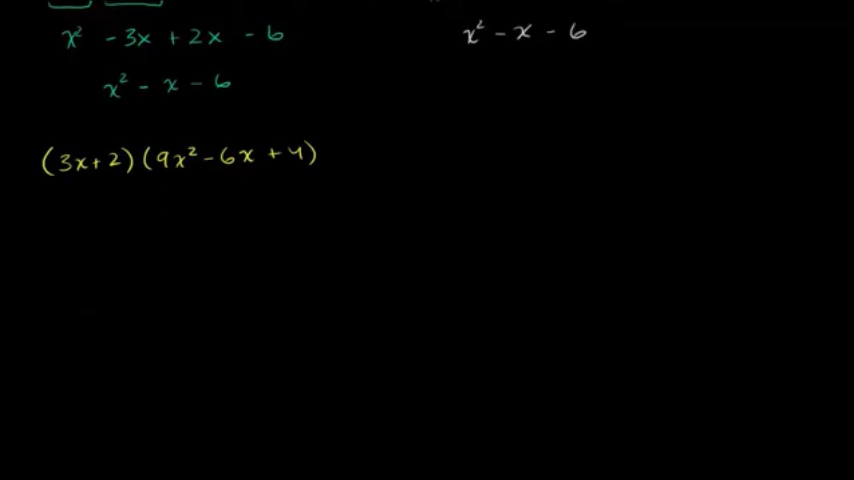 x² - 3x + 2x - 6
x² - x - 6
x² - x - 6
(3x+2)(9x² - 6x + 4)